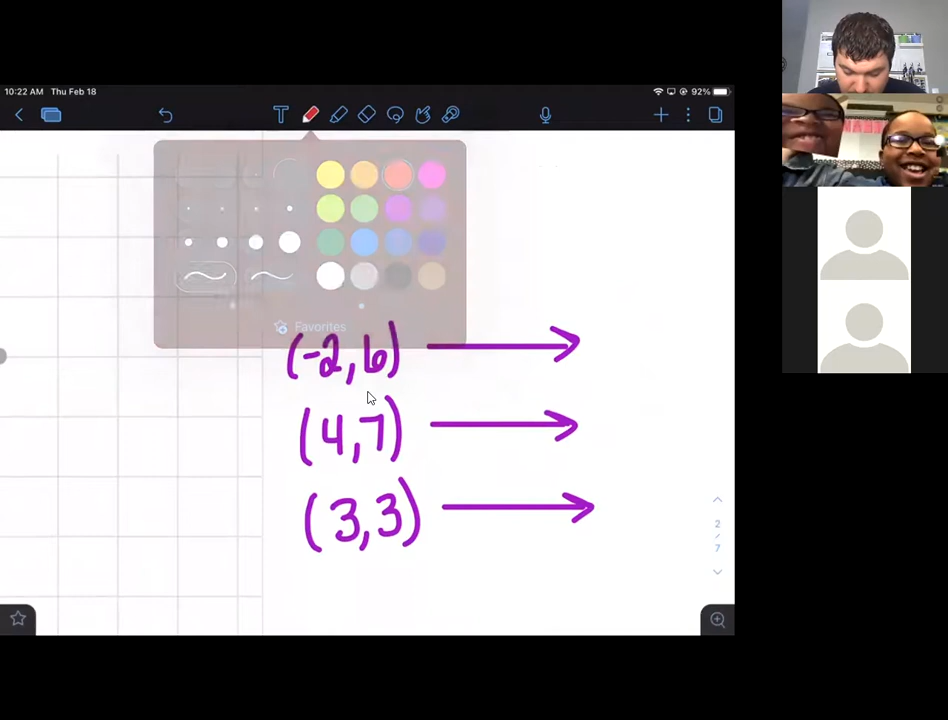 10:22 AM Thu Feb 18
92%
T
Favorites
(-2,6)
(4,7)
(3,3)
2
/
7